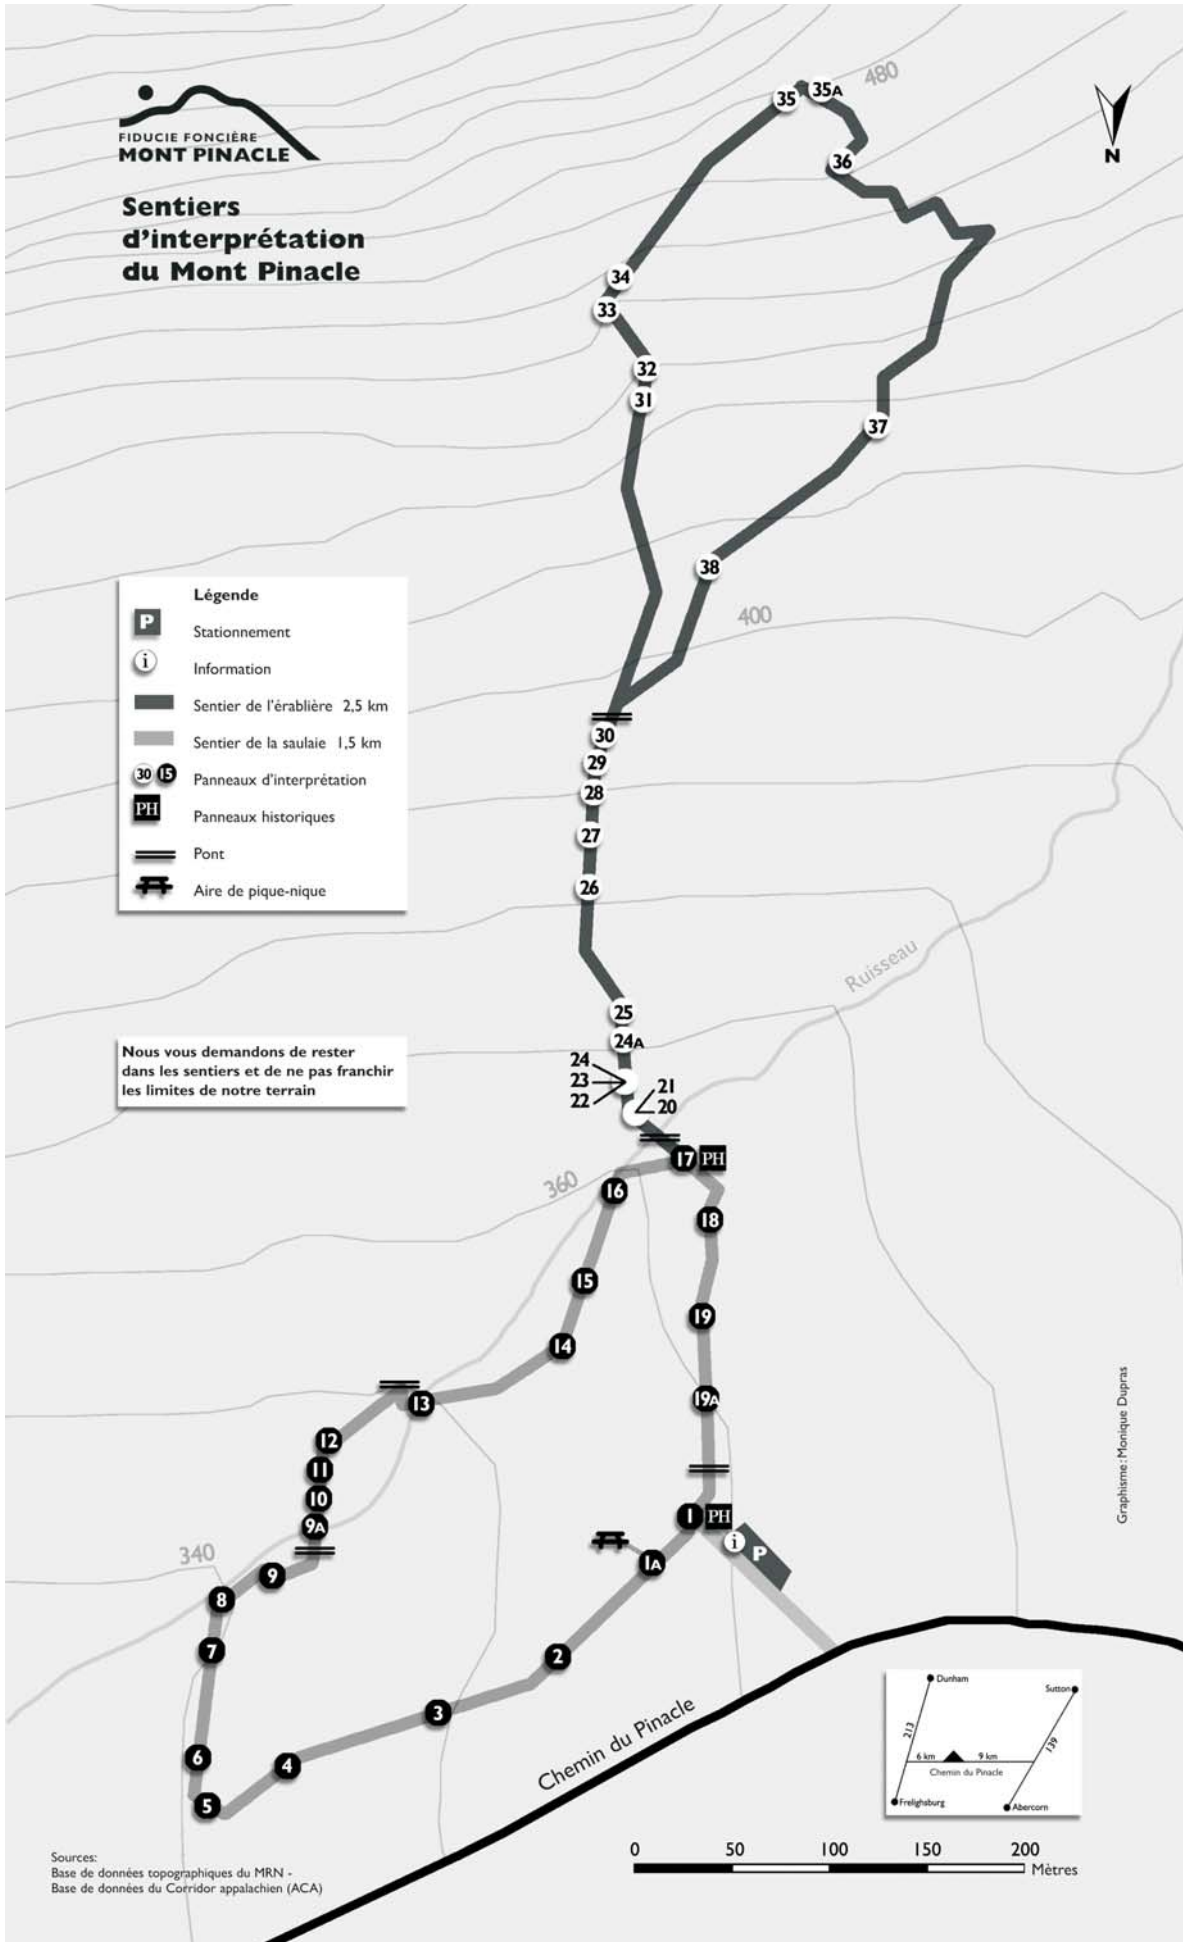 480
35
35A
36
N
FIDUCIE FONCIÈRE
MONT PINACLE
Sentiers
d'interprétation
du Mont Pinacle
34
33
32
31
37
38
400
Légende
P Stationnement
i Information
Sentier de l'érablière 2,5 km
Sentier de la saulaie 1,5 km
30 15 Panneaux d'interprétation
PH Panneaux historiques
Pont
Aire de pique-nique
30
29
28
27
26
Ruisseau
25
24A
Nous vous demandons de rester
dans les sentiers et de ne pas franchir
les limites de notre terrain
24
23
22
21
20
17 PH
360
16
18
15
19
14
19A
13
12
11
10
9A
1 PH
i P
1A
340
9
8
7
2
3
6
4
5
Chemin du Pinacle
Graphisme: Monique Dupras
Dunham
Sutton
213
139
6 km 9 km
Chemin du Pinacle
Frelighsburg
Abercorn
Sources:
Base de données topographiques du MRN -
Base de données du Corridor appalachien (ACA)
0 50 100 150 200
Mètres